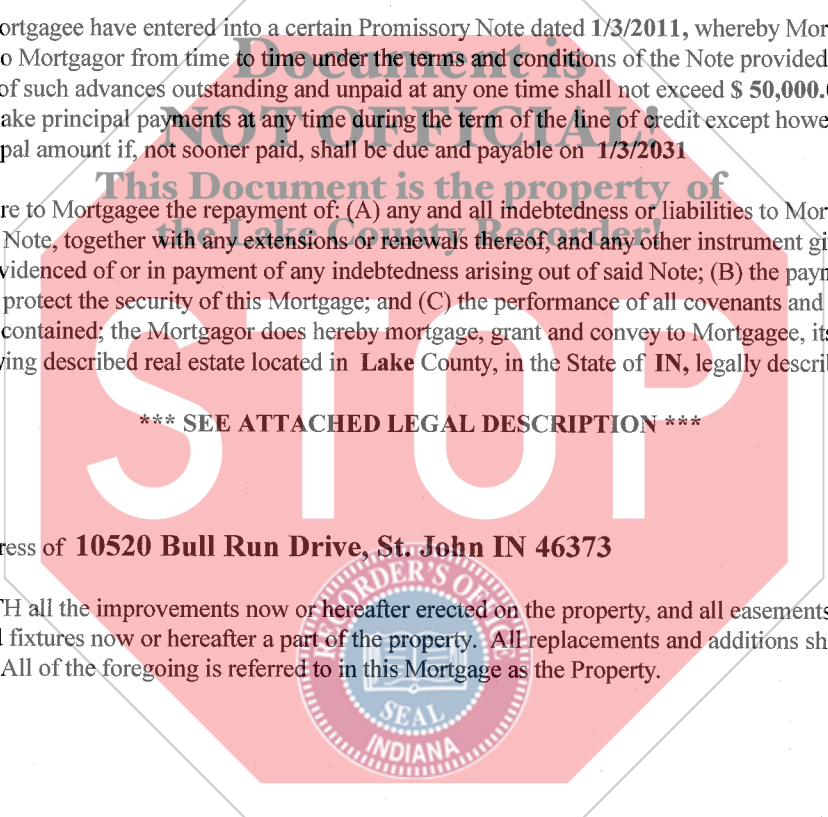 ortgagee have entered into a certain Promissory Note dated 1/3/2011, whereby Mor
o Mortgagor from time to time under the terms and conditions of the Note provided
Document is
of such advances outstanding and unpaid at any one time shall not exceed $ 50,000.
NOT OFFICIAL!
ake principal payments at any time during the term of the line of credit except howe
pal amount if, not sooner paid, shall be due and payable on 1/3/2031
This Document is the property of
re to Mortgagee the repayment of: (A) any and all indebtedness or liabilities to Mor
the Lake County Recorder!
Note, together with any extensions or renewals thereof, and any other instrument gi
videnced of or in payment of any indebtedness arising out of said Note; (B) the paym
protect the security of this Mortgage; and (C) the performance of all covenants and
contained; the Mortgagor does hereby mortgage, grant and convey to Mortgagee, its
ving described real estate located in Lake County, in the State of IN, legally describ
STOP
*** SEE ATTACHED LEGAL DESCRIPTION ***
ress of 10520 Bull Run Drive, St. John IN 46373
TH all the improvements now or hereafter erected on the property, and all easements
l fixtures now or hereafter a part of the property. All replacements and additions sh
All of the foregoing is referred to in this Mortgage as the Property.
RECORDER'S OFFICE
SEAL
INDIANA